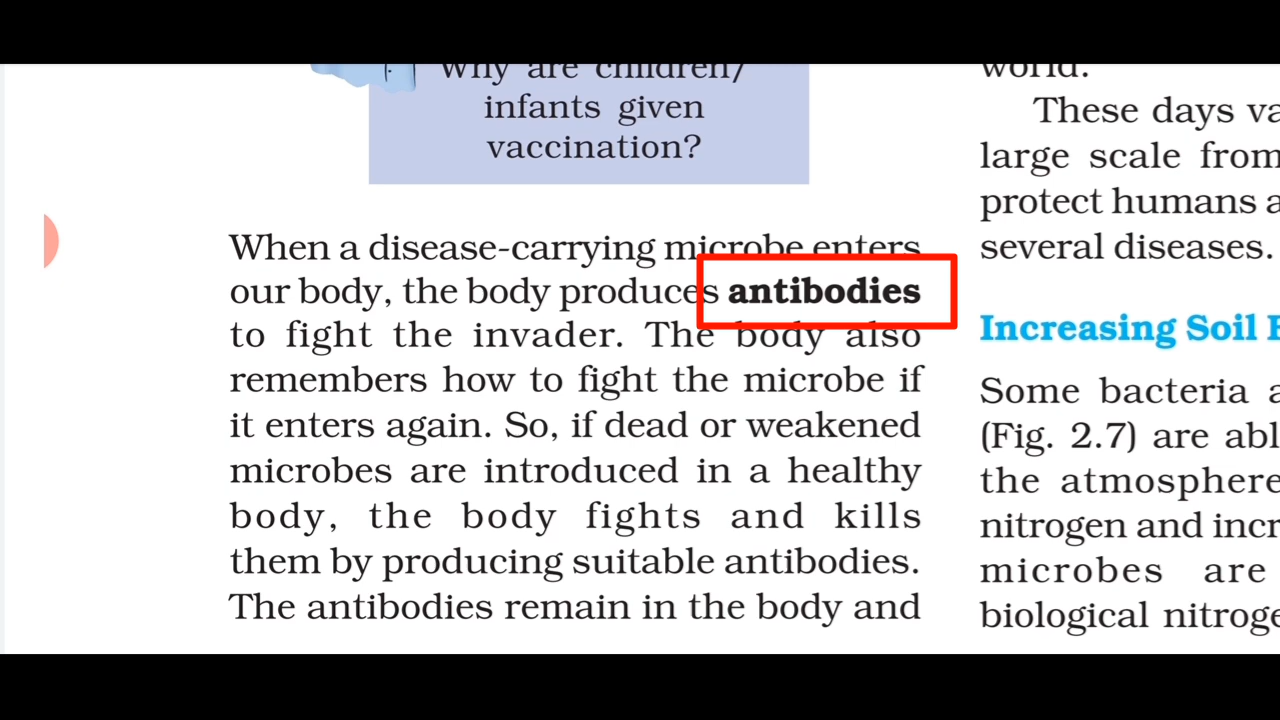 Why are children/
infants given
vaccination?
When a disease-carrying microbe enters
our body, the body produces antibodies
to fight the invader. The body also
remembers how to fight the microbe if
it enters again. So, if dead or weakened
microbes are introduced in a healthy
body, the body fights and kills
them by producing suitable antibodies.
The antibodies remain in the body and
world.
These days va
large scale from
protect humans a
several diseases.
Increasing Soil
Some bacteria a
(Fig. 2.7) are abl
the atmosphere
nitrogen and incr
microbes are
biological nitroge